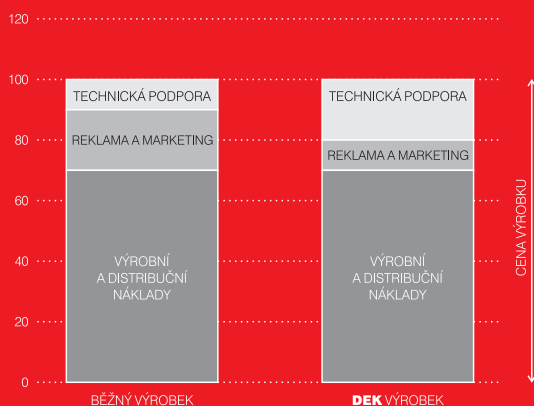 120
100
80
60
40
20
0
TECHNICKÁ PODPORA
REKLAMA A MARKETING
VÝROBNÍ
A DISTRIBUČNÍ
NÁKLADY
BĚŽNÝ VÝROBEK
TECHNICKÁ PODPORA
REKLAMA A MARKETING
VÝROBNÍ
A DISTRIBUČNÍ
NÁKLADY
DEK VÝROBEK
CENA VÝROBKU